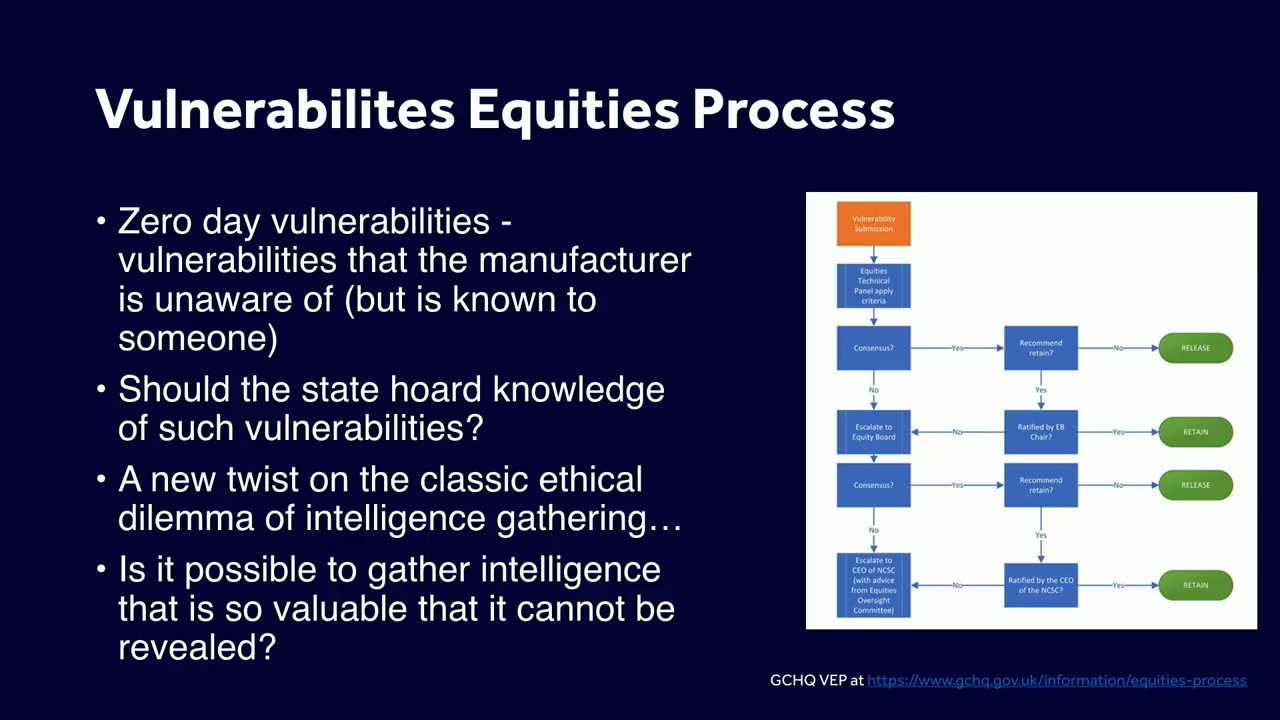 Vulnerabilites Equities Process
• Zero day vulnerabilities -
vulnerabilities that the manufacturer
is unaware of (but is known to
someone)
• Should the state hoard knowledge
of such vulnerabilities?
• A new twist on the classic ethical
dilemma of intelligence gathering…
• Is it possible to gather intelligence
that is so valuable that it cannot be
revealed?
Vulnerability
Submission
Equities
Technical
Panel apply
criteria
Consensus?
Yes
Recommend
retain?
No
RELEASE
No
Yes
Escalate to
Equity Board
No
Ratified by EB
Chair?
Yes
RETAIN
Consensus?
Yes
Recommend
retain?
No
RELEASE
No
Yes
Escalate to
CEO of NCSC
(with advice
from Equities
Oversight
Committee)
No
Ratified by the CEO
of the NCSC?
Yes
RETAIN
GCHQ VEP at https://www.gchq.gov.uk/information/equities-process